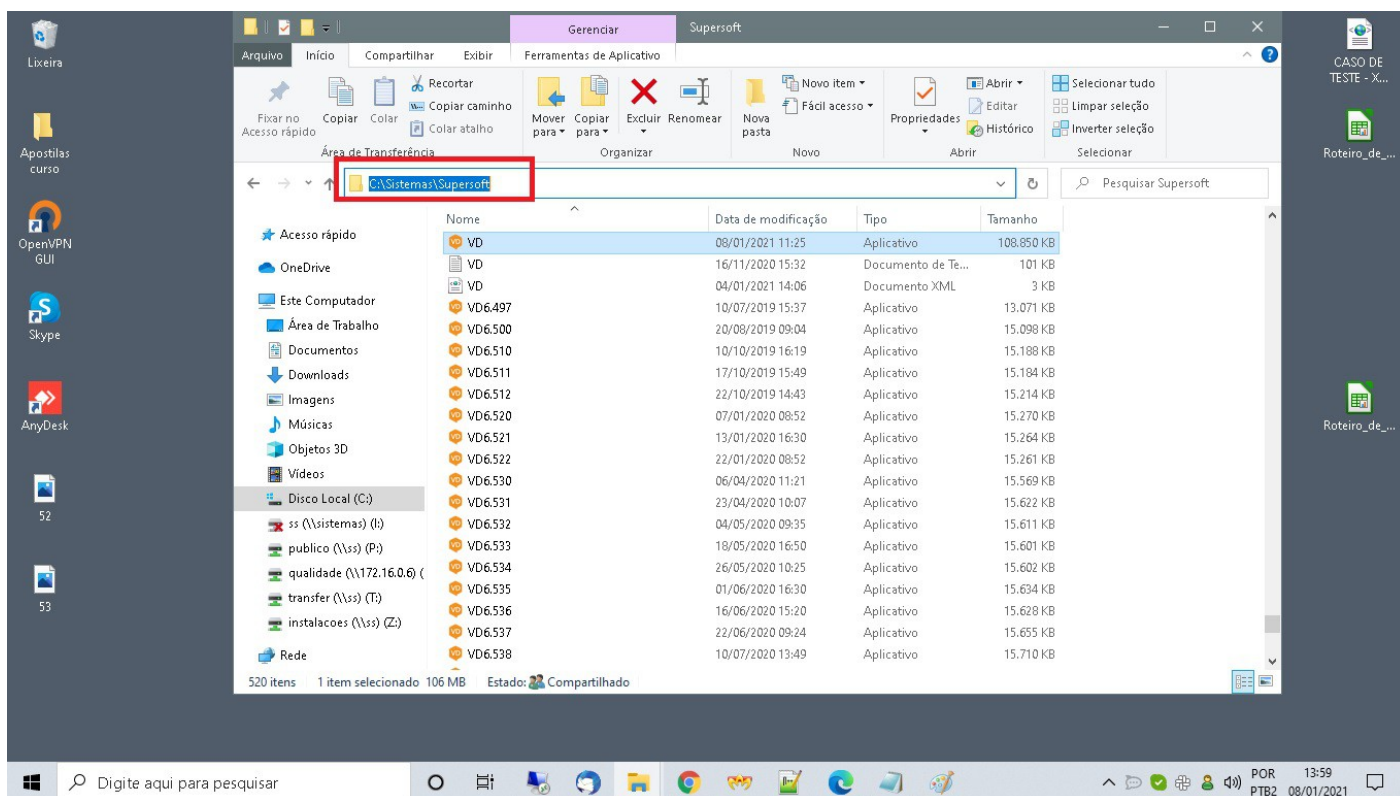 Gerenciar
Supersoft
Arquivo
Início
Compartilhar
Exibir
Ferramentas de Aplicativo
Fixar no
Acesso rápido
Copiar
Colar
Recortar
Copiar caminho
Colar atalho
Área de Transferência
Mover
para
Copiar
para
Excluir
Renomear
Organizar
Nova
pasta
Novo item
Fácil acesso
Novo
Propriedades
Abrir
Editar
Histórico
Abrir
Selecionar tudo
Limpar seleção
Inverter seleção
Selecionar
C:\Sistemas\Supersoft
Pesquisar Supersoft
Acesso rápido
OneDrive
Este Computador
Área de Trabalho
Documentos
Downloads
Imagens
Músicas
Objetos 3D
Vídeos
Disco Local (C:)
ss (\\sistemas) (I:)
publico (\\ss) (P:)
qualidade (\\172.16.0.6) (
transfer (\\ss) (T:)
instalacoes (\\ss) (Z:)
Rede
Nome Data de modificação Tipo Tamanho
VD 08/01/2021 11:25 Aplicativo 108.850 KB
VD 16/11/2020 15:32 Documento de Te... 101 KB
VD 04/01/2021 14:06 Documento XML 3 KB
VD6.497 10/07/2019 15:37 Aplicativo 13.071 KB
VD6.500 20/08/2019 09:04 Aplicativo 15.098 KB
VD6.510 10/10/2019 16:19 Aplicativo 15.188 KB
VD6.511 17/10/2019 15:49 Aplicativo 15.184 KB
VD6.512 22/10/2019 14:43 Aplicativo 15.214 KB
VD6.520 07/01/2020 08:52 Aplicativo 15.270 KB
VD6.521 13/01/2020 16:30 Aplicativo 15.264 KB
VD6.522 22/01/2020 08:52 Aplicativo 15.261 KB
VD6.530 06/04/2020 11:21 Aplicativo 15.569 KB
VD6.531 23/04/2020 10:07 Aplicativo 15.622 KB
VD6.532 04/05/2020 09:35 Aplicativo 15.611 KB
VD6.533 18/05/2020 16:50 Aplicativo 15.601 KB
VD6.534 26/05/2020 10:25 Aplicativo 15.602 KB
VD6.535 01/06/2020 16:30 Aplicativo 15.634 KB
VD6.536 16/06/2020 15:20 Aplicativo 15.628 KB
VD6.537 22/06/2020 09:24 Aplicativo 15.655 KB
VD6.538 10/07/2020 13:49 Aplicativo 15.710 KB
520 itens 1 item selecionado 106 MB Estado: Compartilhado
Lixeira
Apostilas
curso
OpenVPN
GUI
Skype
AnyDesk
52
53
CASO DE
TESTE - X...
Roteiro_de_...
Roteiro_de_...
Digite aqui para pesquisar
POR
PTB2
13:59
08/01/2021